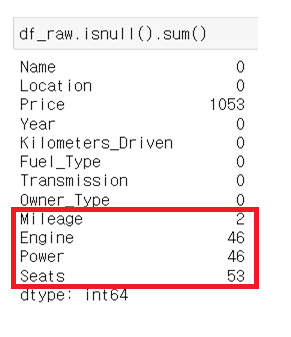 df_raw.isnull().sum()
Name 0
Location 0
Price 1053
Year 0
Kilometers_Driven 0
Fuel_Type 0
Transmission 0
Owner_Type 0
Mileage 2
Engine 46
Power 46
Seats 53
dtype: int64